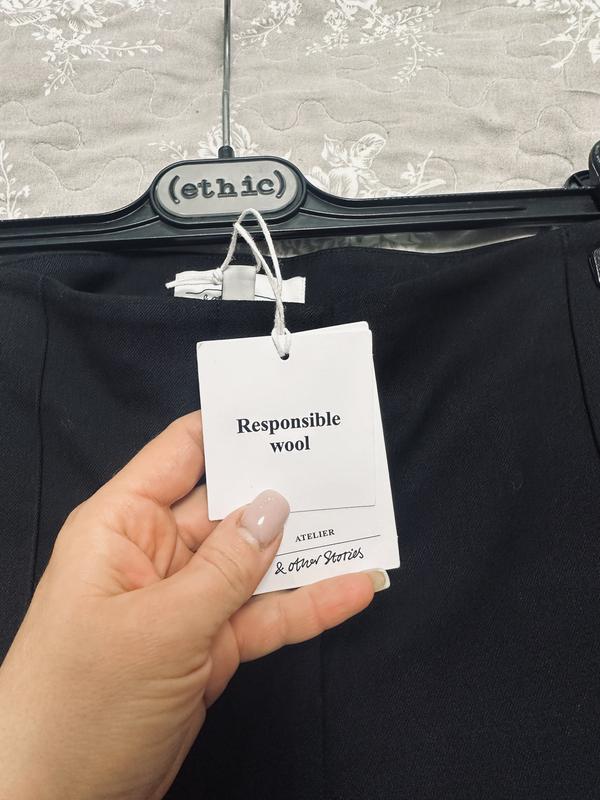 (ethic)
Responsible
wool
ATELIER
& other Stories